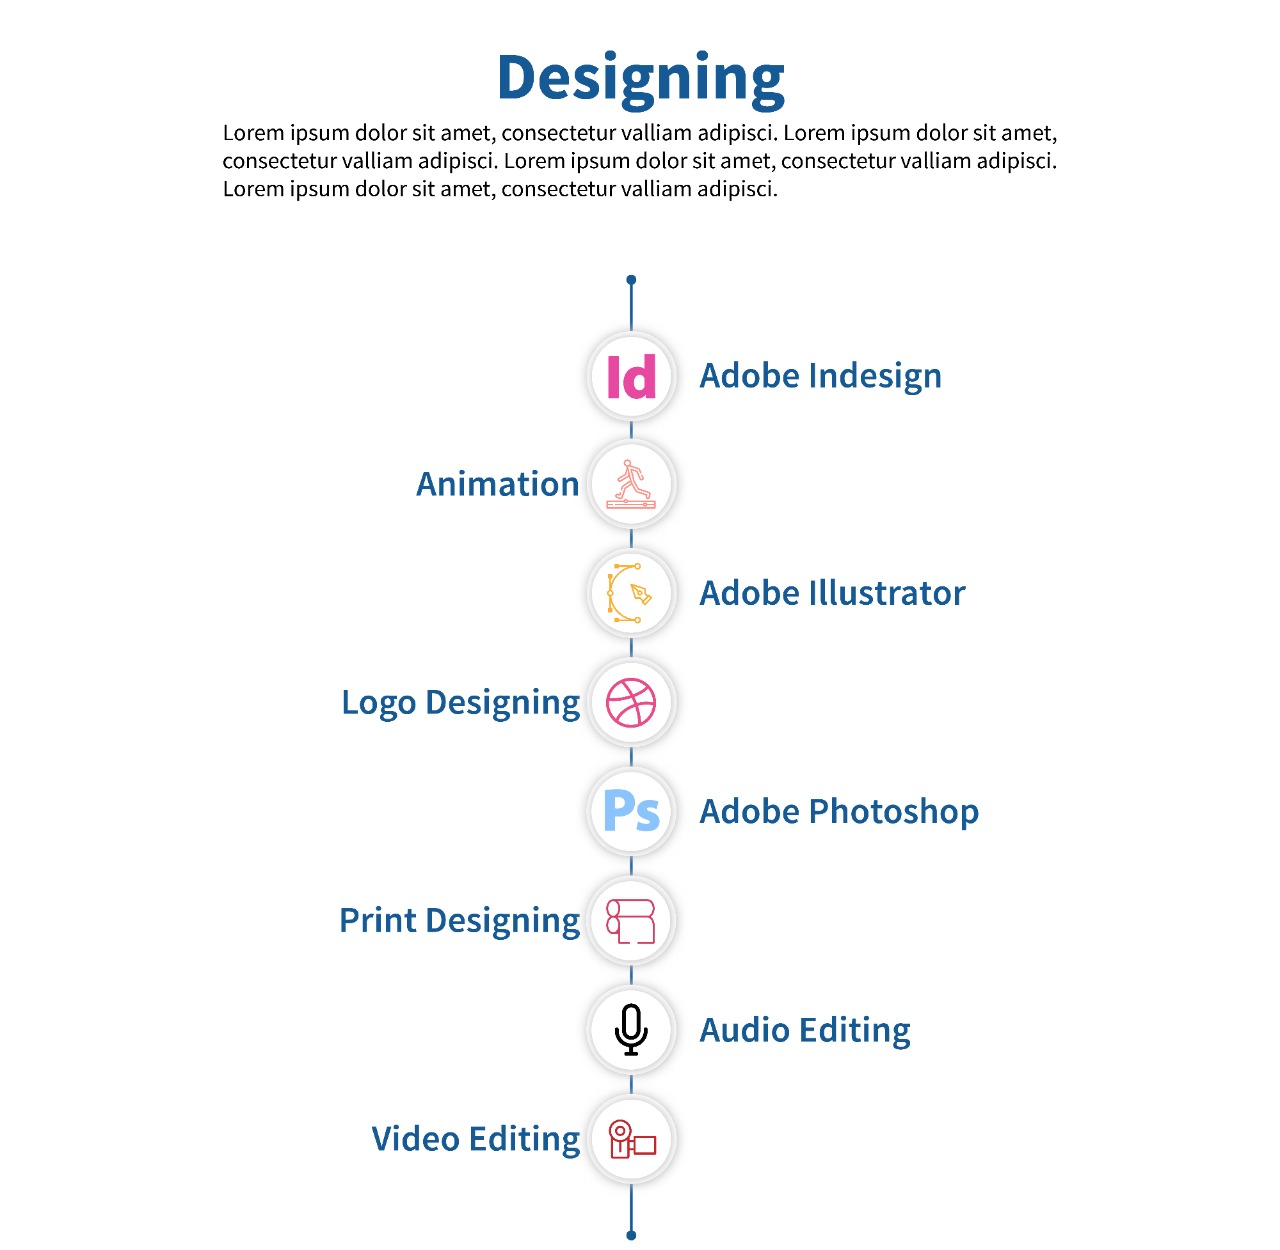 Designing
Lorem ipsum dolor sit amet, consectetur valliam adipisci. Lorem ipsum dolor sit amet,
consectetur valliam adipisci. Lorem ipsum dolor sit amet, consectetur valliam adipisci.
Lorem ipsum dolor sit amet, consectetur valliam adipisci.
Id Adobe Indesign
Animation
Adobe Illustrator
Logo Designing
Ps Adobe Photoshop
Print Designing
Audio Editing
Video Editing